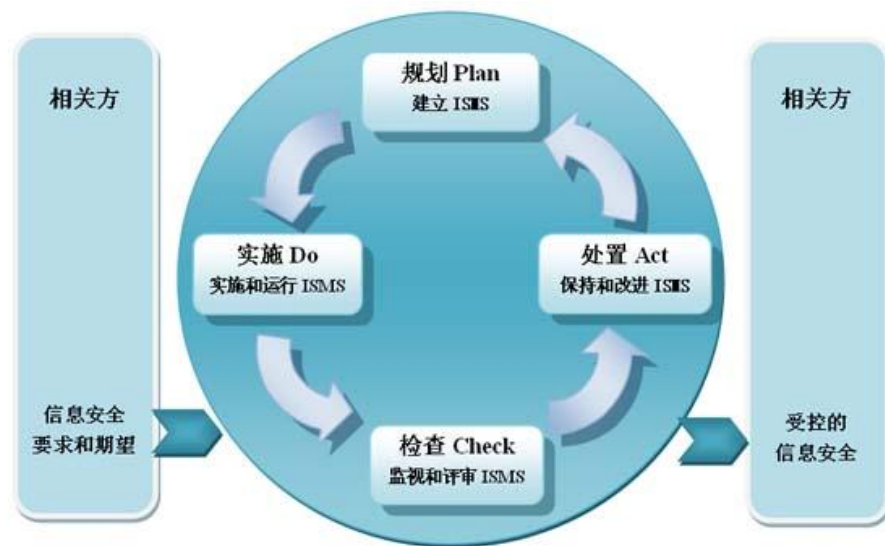 相关方
信息安全
要求和期望
规划 Plan
建立 ISMS
实施 Do
实施和运行 ISMS
处置 Act
保持和改进 ISMS
检查 Check
监视和评审 ISMS
相关方
受控的
信息安全